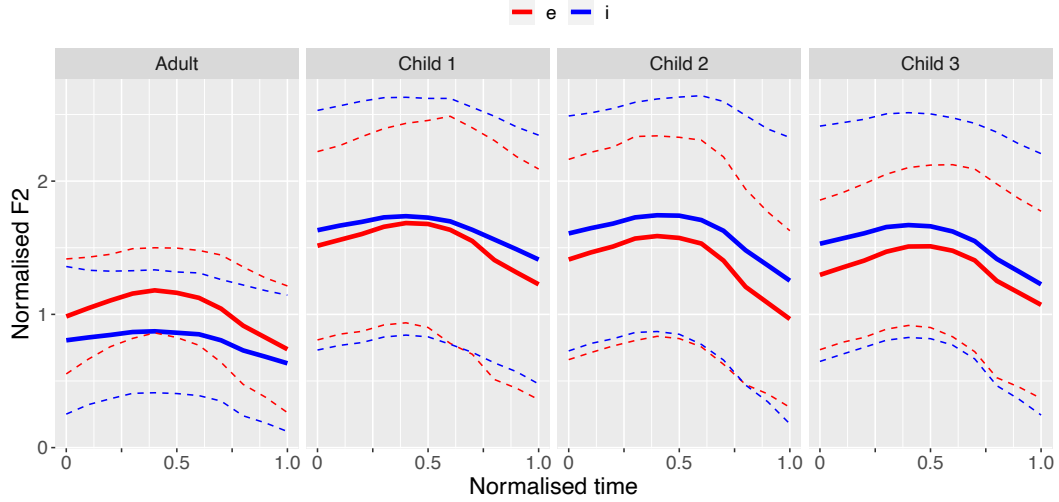 e i
Adult Child 1 Child 2 Child 3
Normalised F2
2
1
0
0 0.5 1.0 0 0.5 1.0 0 0.5 1.0 0 0.5 1.0
Normalised time